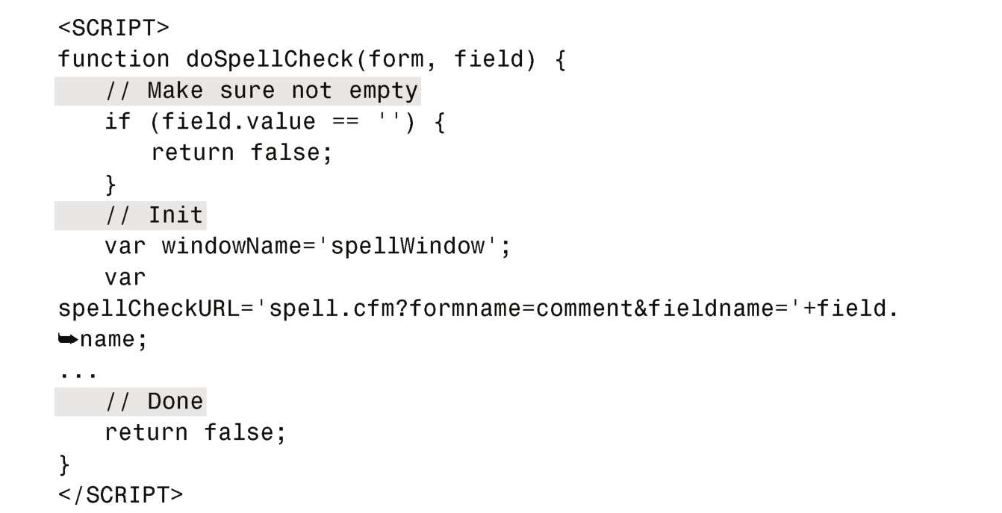 <SCRIPT>
function doSpellCheck(form, field) {
    // Make sure not empty
    if (field.value == '') {
        return false;
    }
    // Init
    var windowName='spellWindow';
    var
spellCheckURL='spell.cfm?formname=comment&fieldname='+field.
➥name;
...
    // Done
    return false;
}
</SCRIPT>